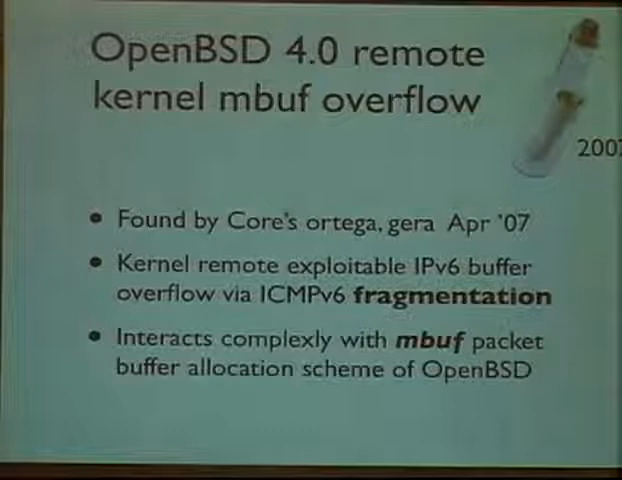 OpenBSD 4.0 remote
kernel mbuf overflow
2007
• Found by Core's ortega, gera Apr '07
• Kernel remote exploitable IPv6 buffer
overflow via ICMPv6 fragmentation
• Interacts complexly with mbuf packet
buffer allocation scheme of OpenBSD